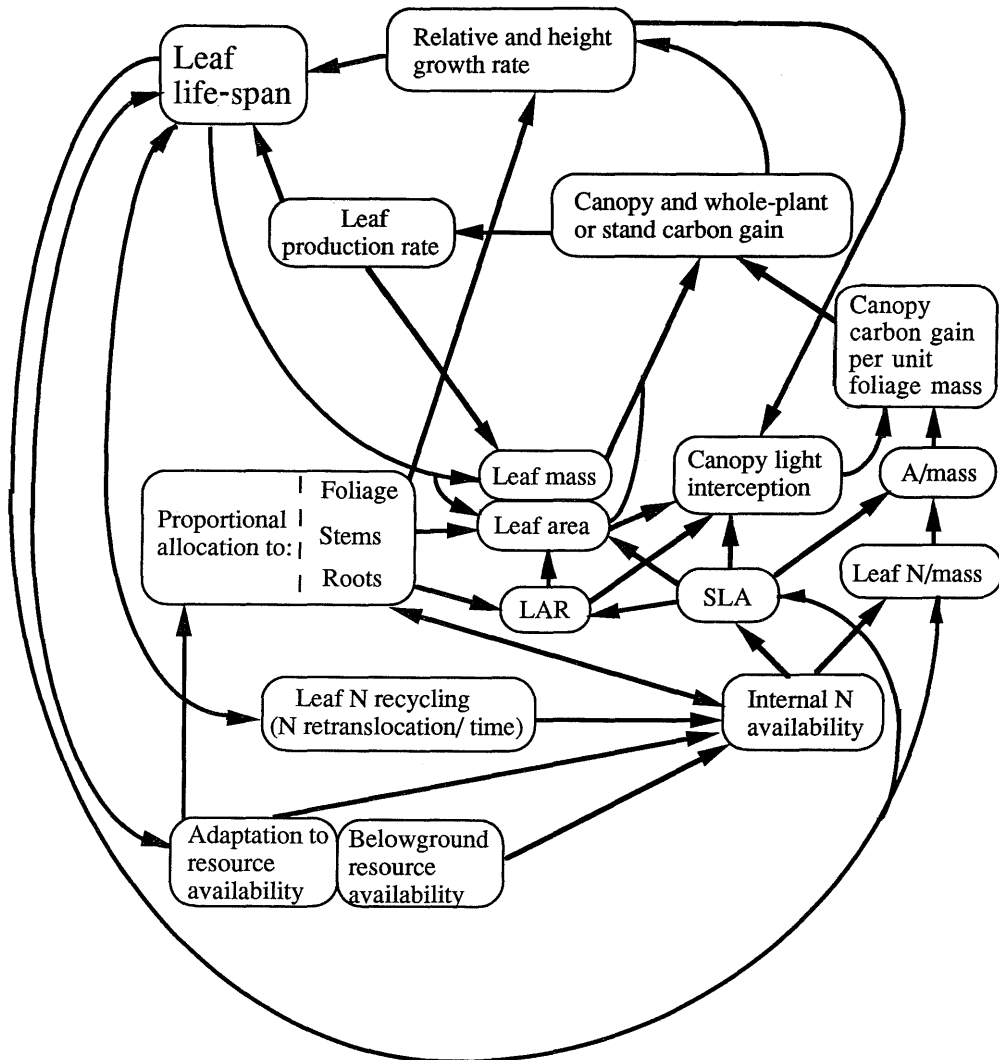 Leaf
life-span
Relative and height
growth rate
Leaf
production rate
Canopy and whole-plant
or stand carbon gain
Canopy
carbon gain
per unit
foliage mass
Leaf mass
Canopy light
interception
A/mass
Proportional
allocation to:
Foliage
Stems
Roots
Leaf area
Leaf N/mass
LAR
SLA
Leaf N recycling
(N retranslocation/ time)
Internal N
availability
Adaptation to
resource
availability
Belowground
resource
availability